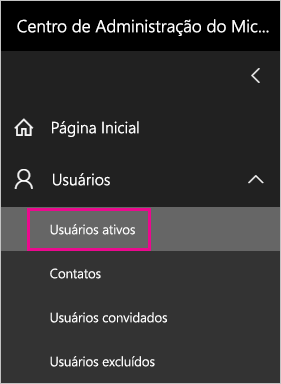 Centro de Administração do Mic...
Página Inicial
Usuários
Usuários ativos
Contatos
Usuários convidados
Usuários excluídos